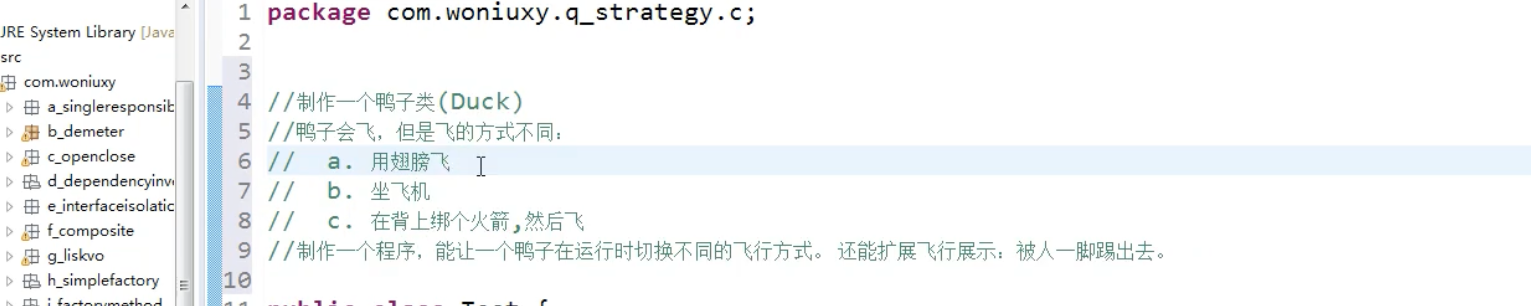 JRE System Library [Java
src
com.woniuxy
a_singleresponsib
b_demeter
c_openclose
d_dependencyinv
e_interfaceisolatic
f_composite
g_liskvo
h_simplefactory
i_factorymethod
1 package com.woniuxy.q_strategy.c;
2
3
4 //制作一个鸭子类(Duck)
5 //鸭子会飞，但是飞的方式不同：
6 // a. 用翅膀飞
7 // b. 坐飞机
8 // c. 在背上绑个火箭,然后飞
9 //制作一个程序，能让一个鸭子在运行时切换不同的飞行方式。 还能扩展飞行展示：被人一脚踢出去。
10
11 public class Test {